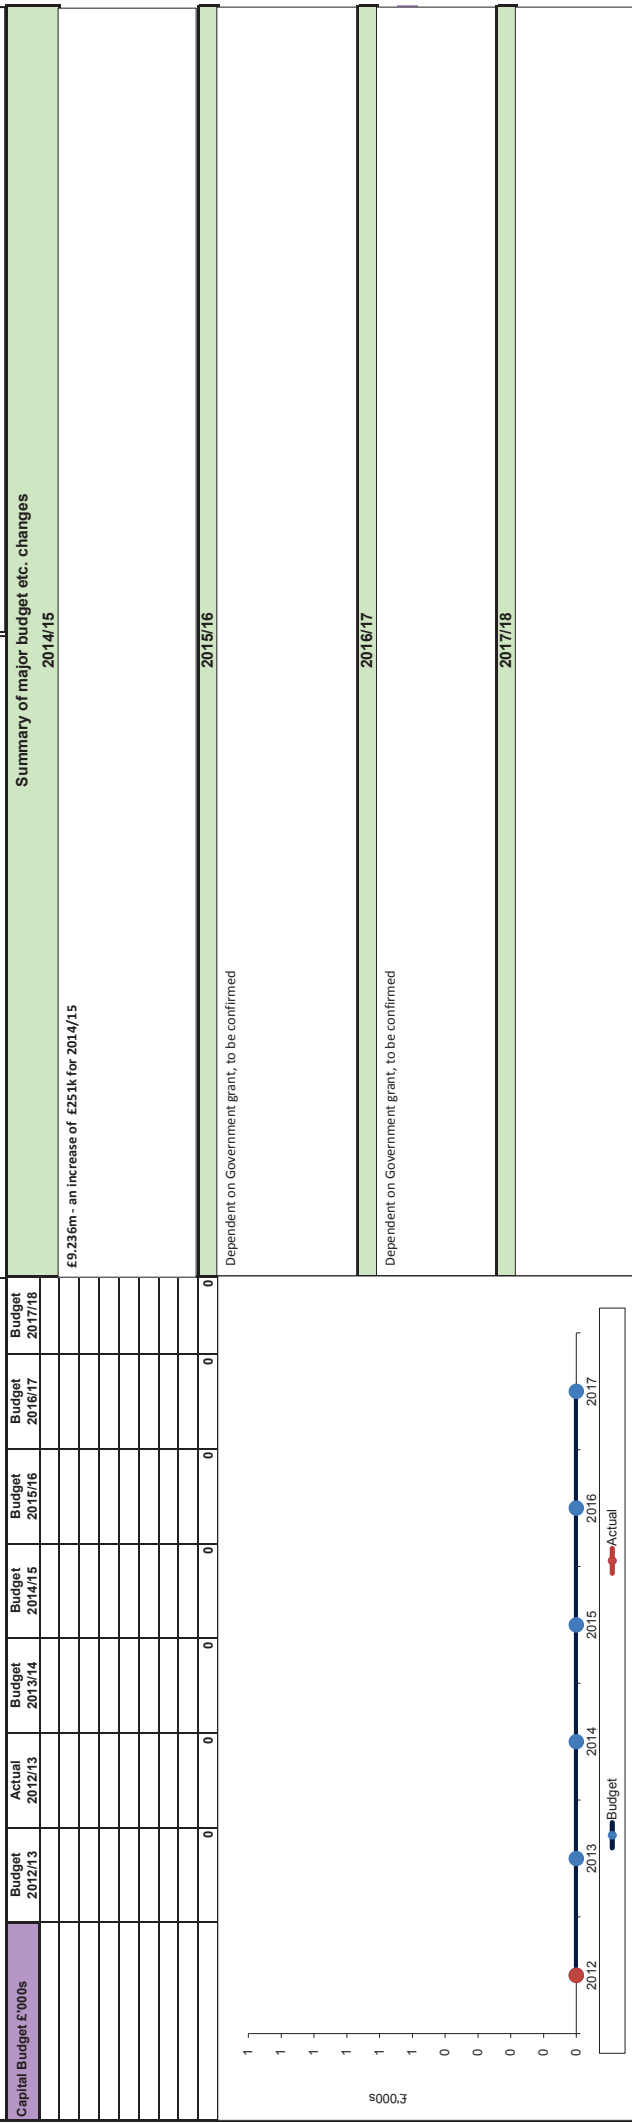 Capital Budget £'000s
Budget
2012/13
Actual
2012/13
Budget
2013/14
Budget
2014/15
Budget
2015/16
Budget
2016/17
Budget
2017/18
0 0 0 0 0 0 0
£'000s
1
1
1
1
1
1
0
0
0
0
0
2012 2013 2014 2015 2016 2017
Budget Actual
Summary of major budget etc. changes
2014/15
£9.236m - an increase of £251k for 2014/15
2015/16
Dependent on Government grant, to be confirmed
2016/17
Dependent on Government grant, to be confirmed
2017/18